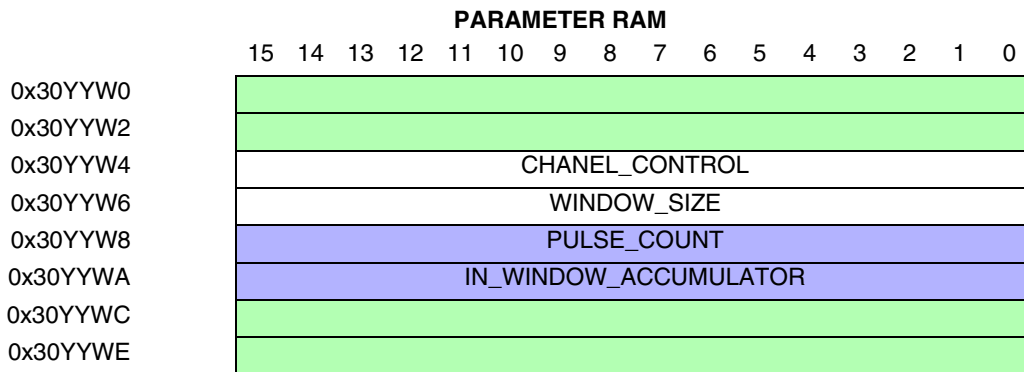 PARAMETER RAM
15 14 13 12 11 10 9 8 7 6 5 4 3 2 1 0
0x30YYW0
0x30YYW2
0x30YYW4 CHANEL_CONTROL
0x30YYW6 WINDOW_SIZE
0x30YYW8 PULSE_COUNT
0x30YYWA IN_WINDOW_ACCUMULATOR
0x30YYWC
0x30YYWE